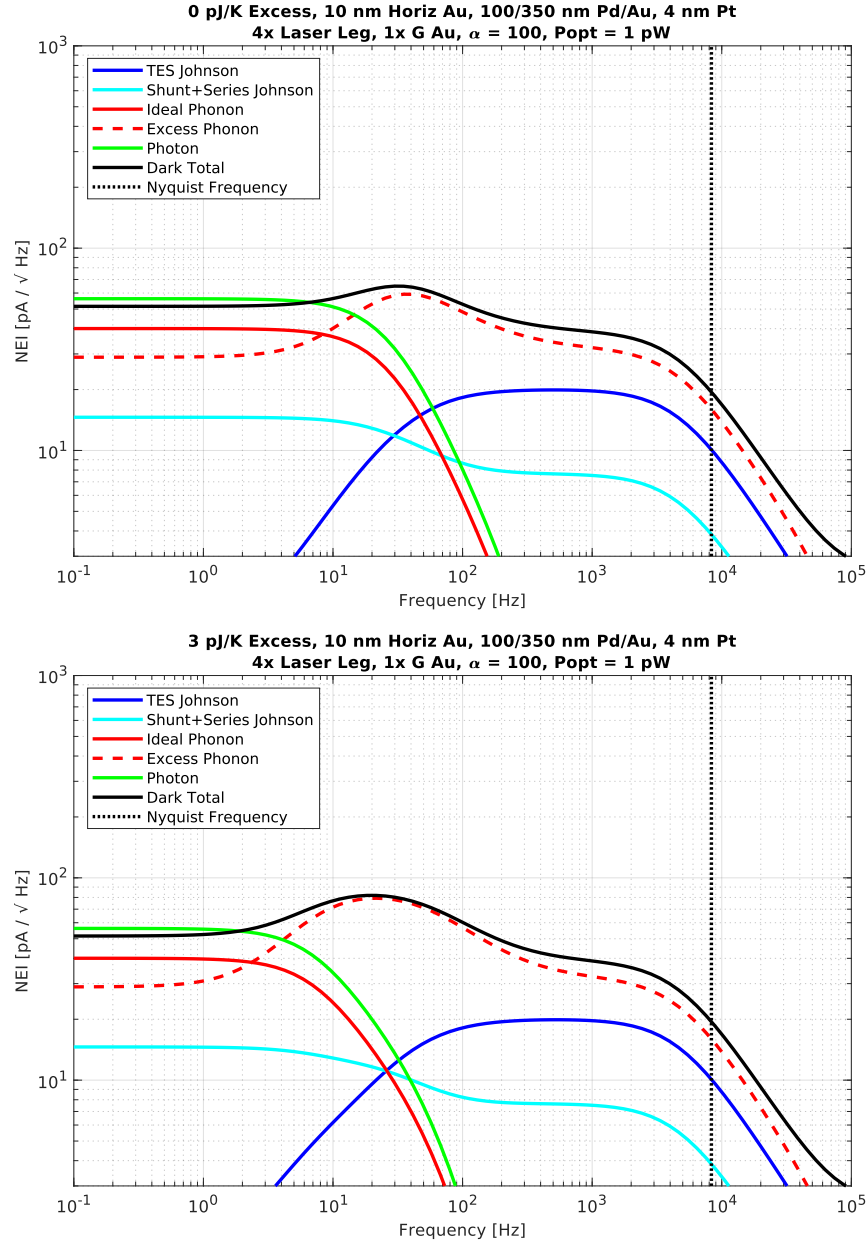 0 pJ/K Excess, 10 nm Horiz Au, 100/350 nm Pd/Au, 4 nm Pt
4x Laser Leg, 1x G Au, α = 100, Popt = 1 pW
10³
10²
10¹
NEI [pA / √ Hz]
TES Johnson
Shunt+Series Johnson
Ideal Phonon
Excess Phonon
Photon
Dark Total
Nyquist Frequency
10⁻¹ 10⁰ 10¹ 10² 10³ 10⁴ 10⁵
Frequency [Hz]
3 pJ/K Excess, 10 nm Horiz Au, 100/350 nm Pd/Au, 4 nm Pt
4x Laser Leg, 1x G Au, α = 100, Popt = 1 pW
10³
10²
10¹
NEI [pA / √ Hz]
TES Johnson
Shunt+Series Johnson
Ideal Phonon
Excess Phonon
Photon
Dark Total
Nyquist Frequency
10⁻¹ 10⁰ 10¹ 10² 10³ 10⁴ 10⁵
Frequency [Hz]